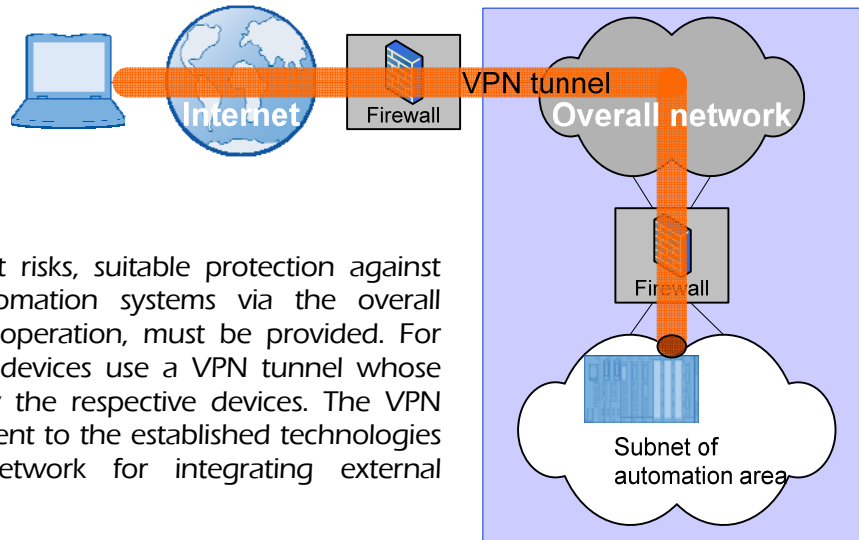 VPN tunnel
Internet
Firewall
Overall network
Firewall
Subnet of
automation area
t risks, suitable protection against
omation systems via the overall
operation, must be provided. For
devices use a VPN tunnel whose
the respective devices. The VPN
ent to the established technologies
etwork for integrating external